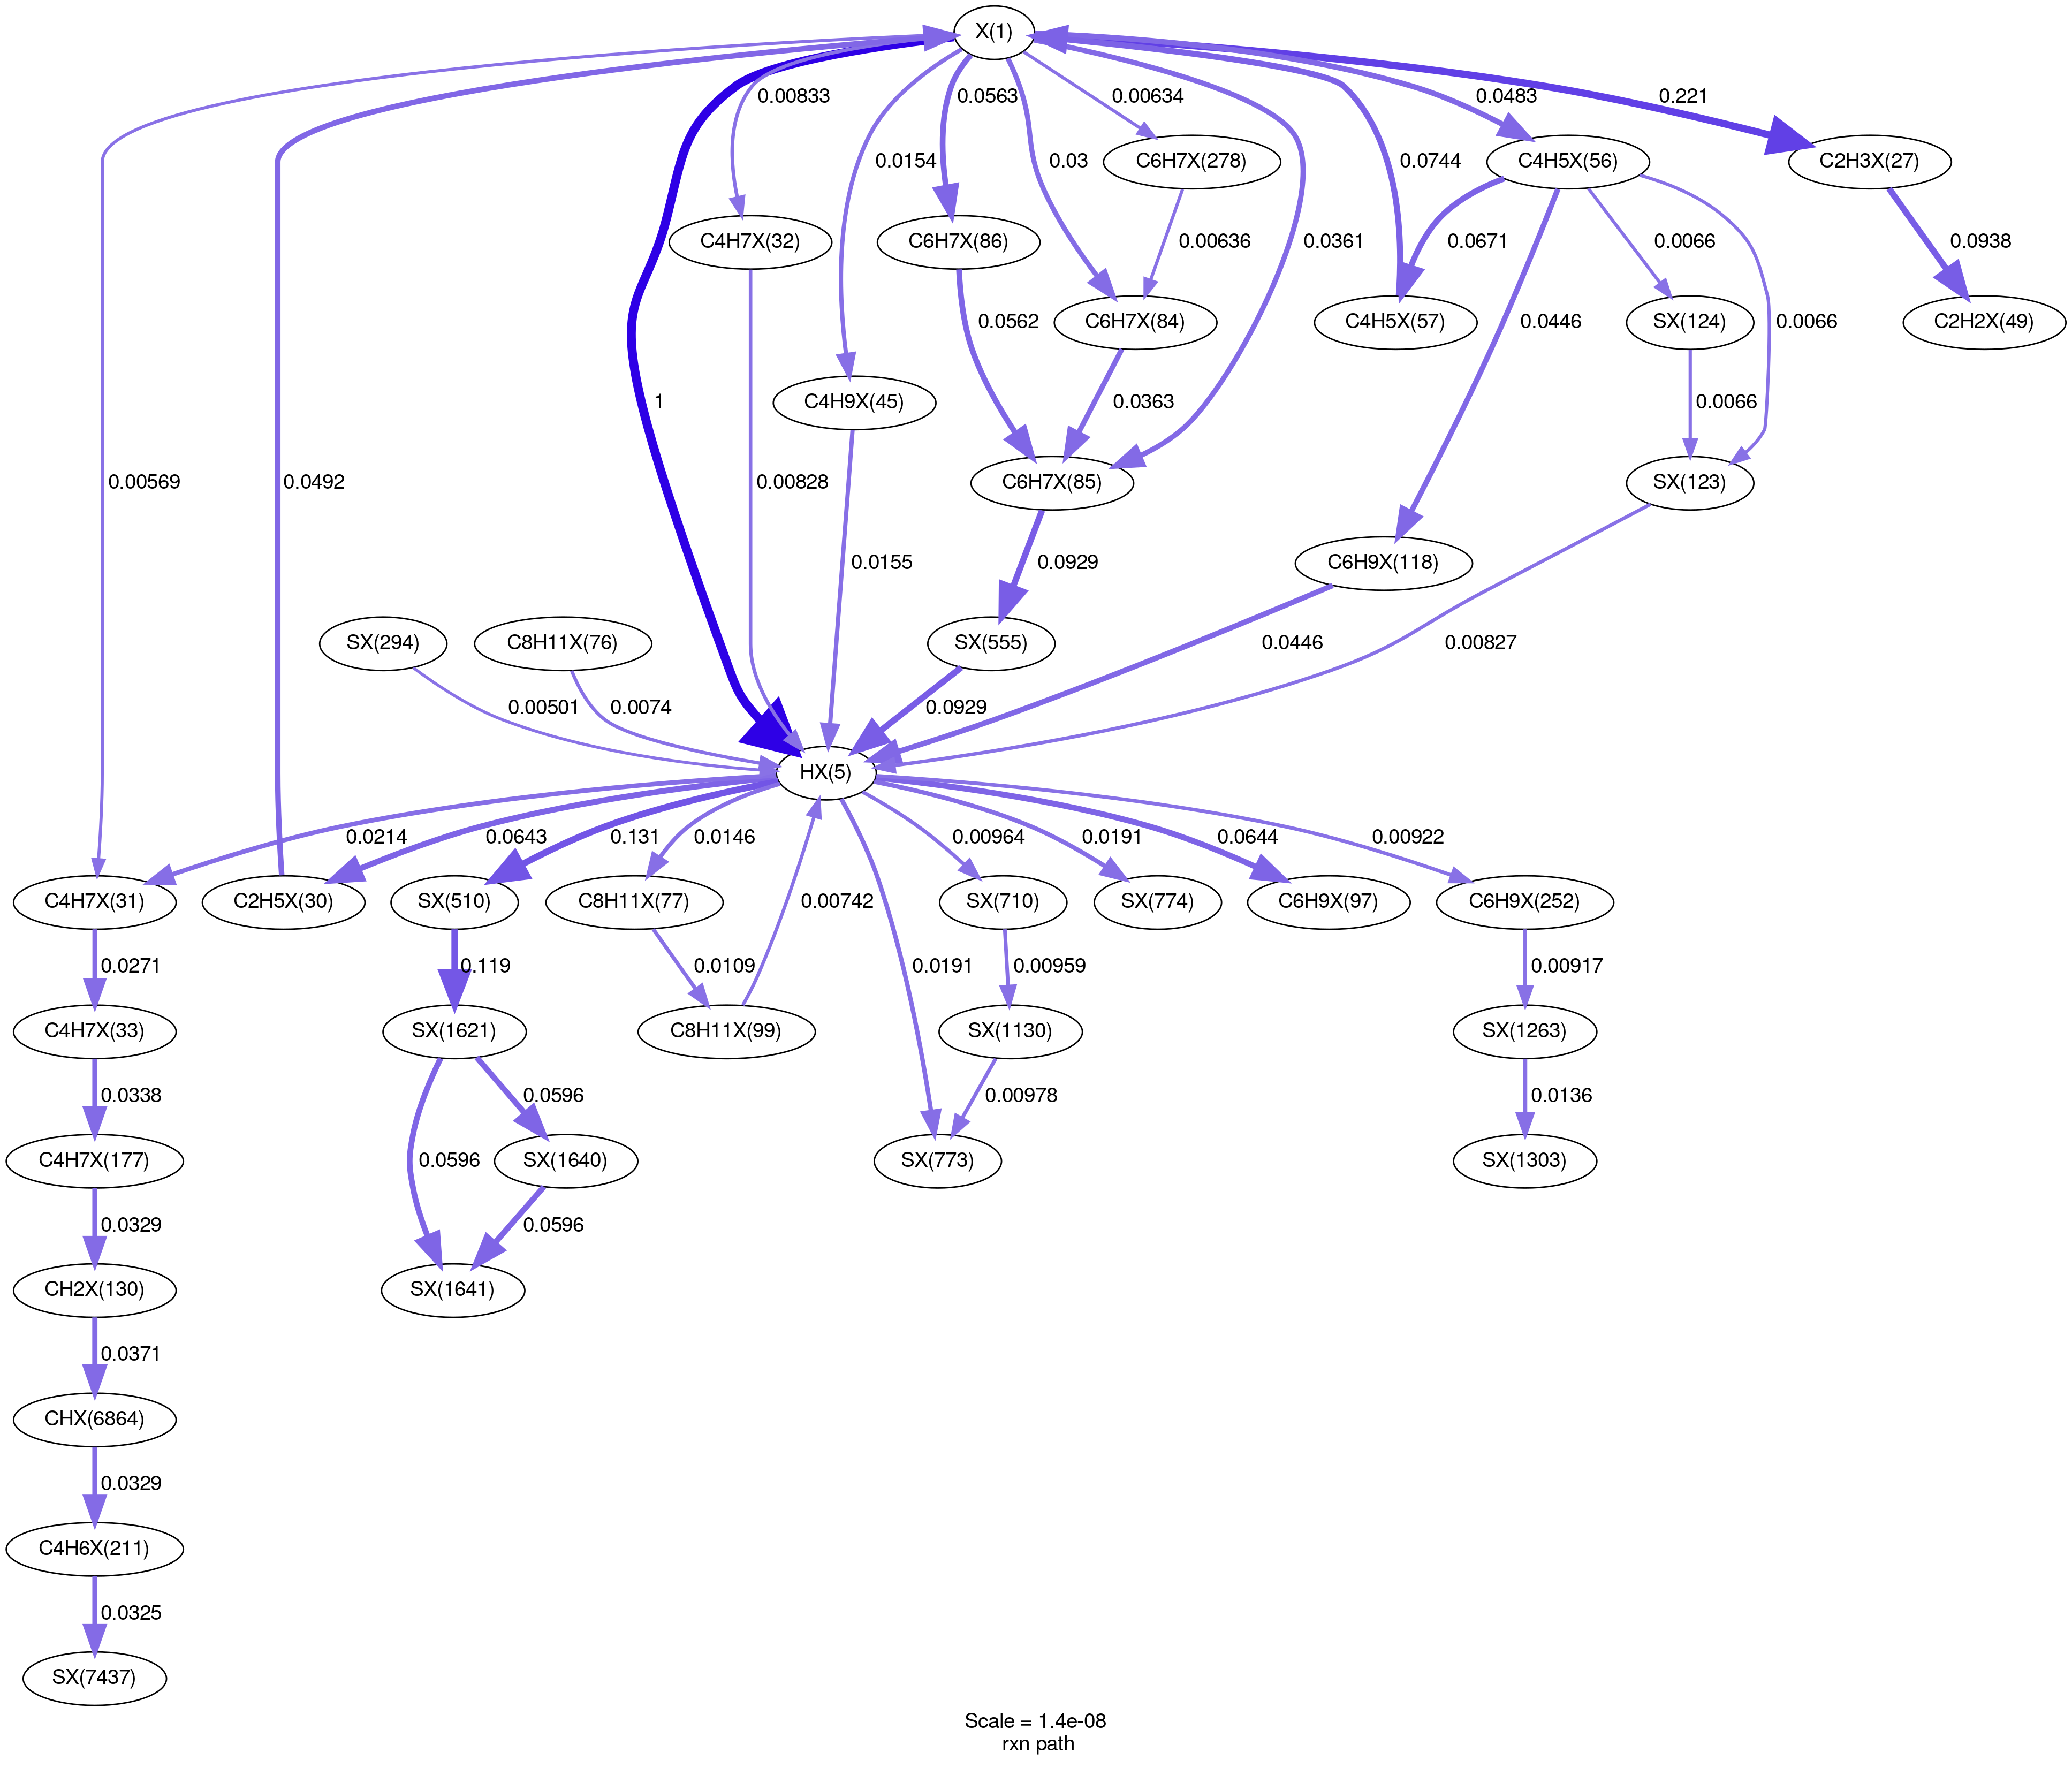 X(1)
0.00833
0.0563
0.00634
0.0483
0.221
0.0154
0.03
C6H7X(278)
0.0744
C4H5X(56)
C2H3X(27)
C4H7X(32)
C6H7X(86)
0.00636
0.0361
0.0671
0.0066
0.0938
0.0562
C6H7X(84)
C4H5X(57)
0.0446
SX(124)
0.0066
C2H2X(49)
1
C4H9X(45)
0.0363
0.0066
0.00569
0.0492
0.00828
C6H7X(85)
SX(123)
0.0155
0.0929
C6H9X(118)
SX(294)
C8H11X(76)
SX(555)
0.0446
0.00827
0.00501
0.0074
0.0929
HX(5)
0.0214
0.0643
0.131
0.0146
0.00964
0.0191
0.0644
0.00922
C4H7X(31)
C2H5X(30)
SX(510)
C8H11X(77)
0.00742
SX(710)
SX(774)
C6H9X(97)
C6H9X(252)
0.0271
0.119
0.0109
0.0191
0.00959
0.00917
C4H7X(33)
SX(1621)
C8H11X(99)
SX(1130)
SX(1263)
0.0338
0.0596
0.00978
0.0136
C4H7X(177)
0.0596
SX(1640)
SX(773)
SX(1303)
0.0329
0.0596
CH2X(130)
SX(1641)
0.0371
CHX(6864)
0.0329
C4H6X(211)
0.0325
SX(7437)
Scale = 1.4e-08
rxn path